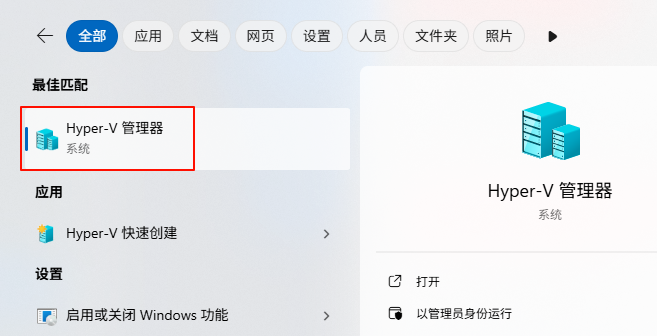 全部 应用 文档 网页 设置 人员 文件夹 照片
最佳匹配
Hyper-V 管理器
系统
应用
Hyper-V 快速创建
设置
启用或关闭 Windows 功能
Hyper-V 管理器
系统
打开
以管理员身份运行